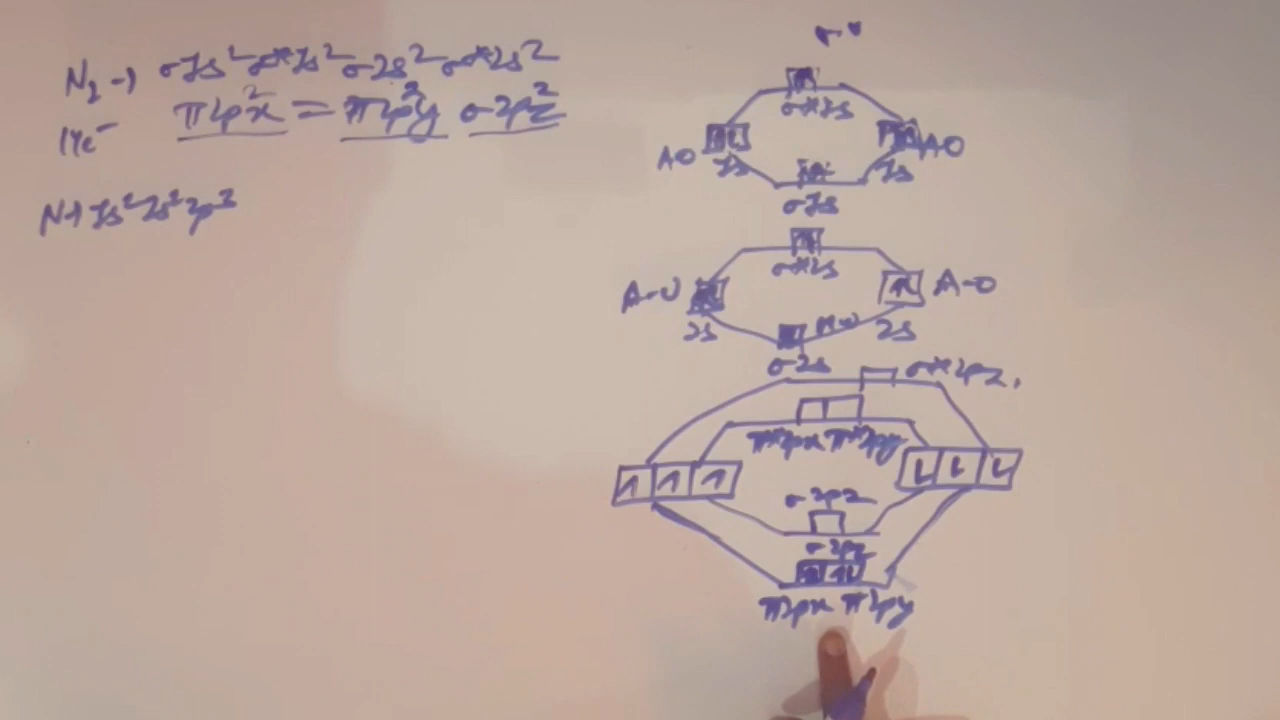 N₂ → σ1s² σ*1s² σ2s² σ*2s²
π2px² = π2py² σ2pz²
14e⁻
N → 1s² 2s² 2p³
σ*1s
AO AO
1s 1s
σ1s
σ*2s
A-O A-O
2s 2s
σ2s
σ*2pz
π*2px π*2py
σ2pz
σ2pz
π2px π2py